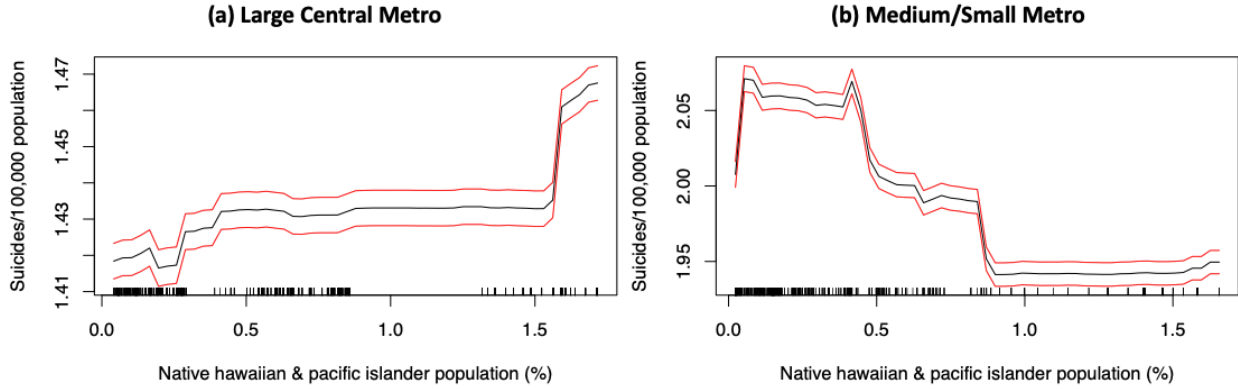 (a) Large Central Metro
Suicides/100,000 population
1.47
1.45
1.43
1.41
0.0 0.5 1.0 1.5
Native hawaiian & pacific islander population (%)
(b) Medium/Small Metro
Suicides/100,000 population
2.05
2.00
1.95
0.0 0.5 1.0 1.5
Native hawaiian & pacific islander population (%)